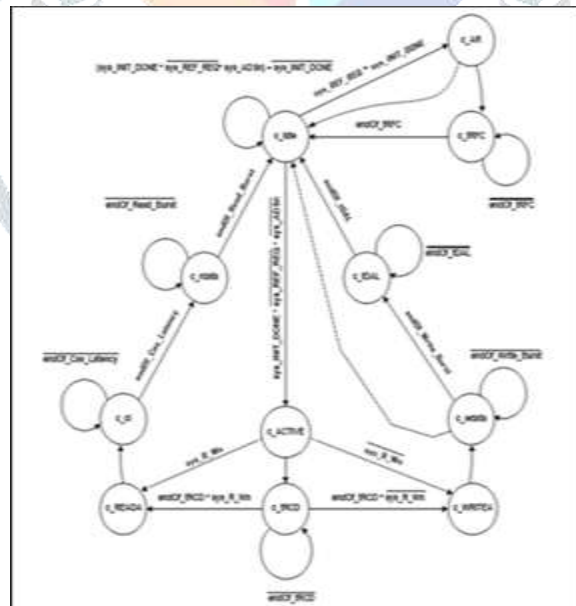 c_AR
(sys_INIT_DONE * sys_REF_REQ * sys_ADSn) + sys_INIT_DONE
sys_REF_REQ * sys_INIT_DONE
c_idle
endOf_tRFC
c_tRFC
endOf_tRFC
endOf_Read_Burst
endOf_Read_Burst
endOf_tDAL
endOf_tDAL
c_rdata
c_tDAL
sys_INIT_DONE * sys_REF_REQ * sys_ADSn
endOf_Cas_Latency
endOf_Cas_Latency
endOf_Write_Burst
endOf_Write_Burst
c_cl
c_wdata
c_ACTIVE
sys_R_Wn
sys_R_Wn
c_READA
endOf_tRCD * sys_R_Wn
c_tRCD
endOf_tRCD * sys_R_Wn
c_WRITEA
endOf_tRCD